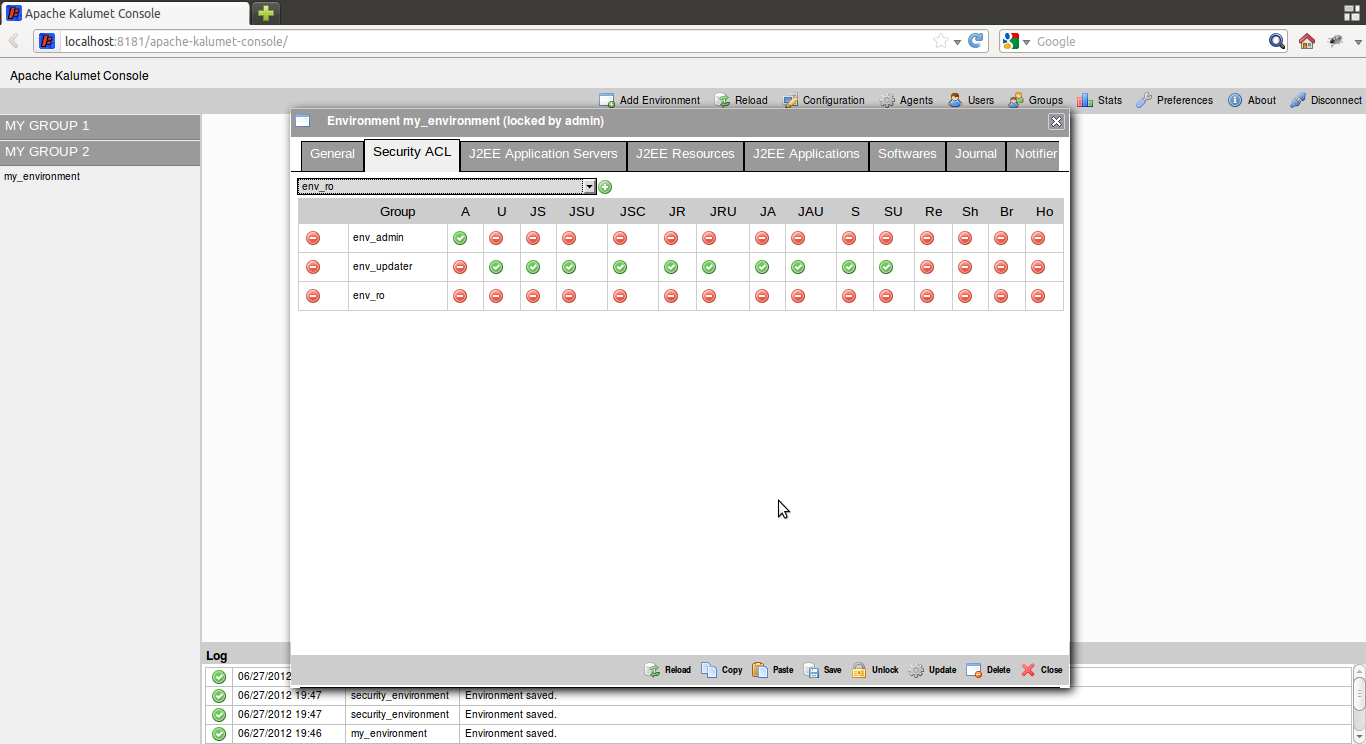 Apache Kalumet Console
localhost:8181/apache-kalumet-console/
Google
Apache Kalumet Console
Add Environment Reload Configuration Agents Users Groups Stats Preferences About Disconnect
MY GROUP 1
MY GROUP 2
my_environment
Environment my_environment (locked by admin)
General Security ACL J2EE Application Servers J2EE Resources J2EE Applications Softwares Journal Notifier
env_ro
Group A U JS JSU JSC JR JRU JA JAU S SU Re Sh Br Ho
env_admin
env_updater
env_ro
Reload Copy Paste Save Unlock Update Delete Close
Log
06/27/2012
06/27/2012 19:47 security_environment Environment saved.
06/27/2012 19:47 security_environment Environment saved.
06/27/2012 19:46 my_environment Environment saved.